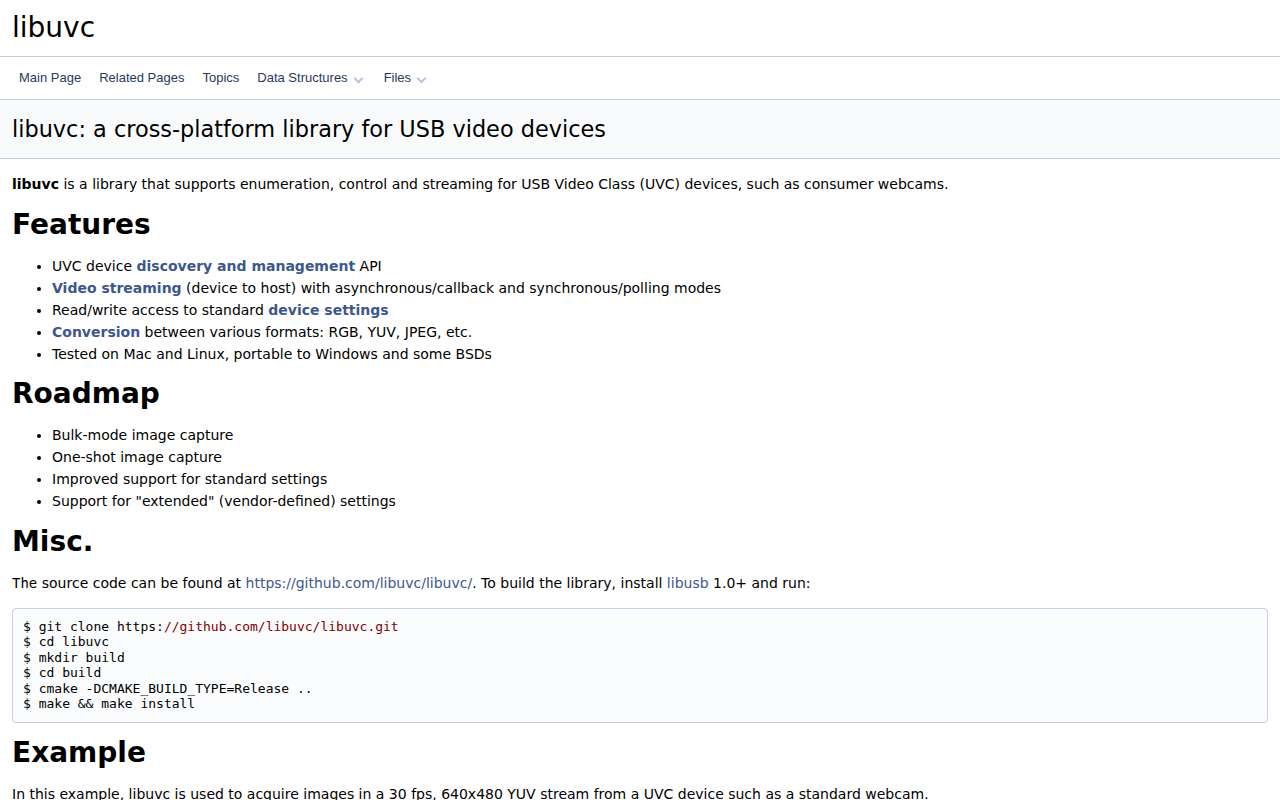 libuvc
Main Page Related Pages Topics Data Structures Files
libuvc: a cross-platform library for USB video devices
libuvc is a library that supports enumeration, control and streaming for USB Video Class (UVC) devices, such as consumer webcams.
Features
• UVC device discovery and management API
• Video streaming (device to host) with asynchronous/callback and synchronous/polling modes
• Read/write access to standard device settings
• Conversion between various formats: RGB, YUV, JPEG, etc.
• Tested on Mac and Linux, portable to Windows and some BSDs
Roadmap
• Bulk-mode image capture
• One-shot image capture
• Improved support for standard settings
• Support for "extended" (vendor-defined) settings
Misc.
The source code can be found at https://github.com/libuvc/libuvc/. To build the library, install libusb 1.0+ and run:
$ git clone https://github.com/libuvc/libuvc.git
$ cd libuvc
$ mkdir build
$ cd build
$ cmake -DCMAKE_BUILD_TYPE=Release ..
$ make && make install
Example
In this example, libuvc is used to acquire images in a 30 fps, 640x480 YUV stream from a UVC device such as a standard webcam.